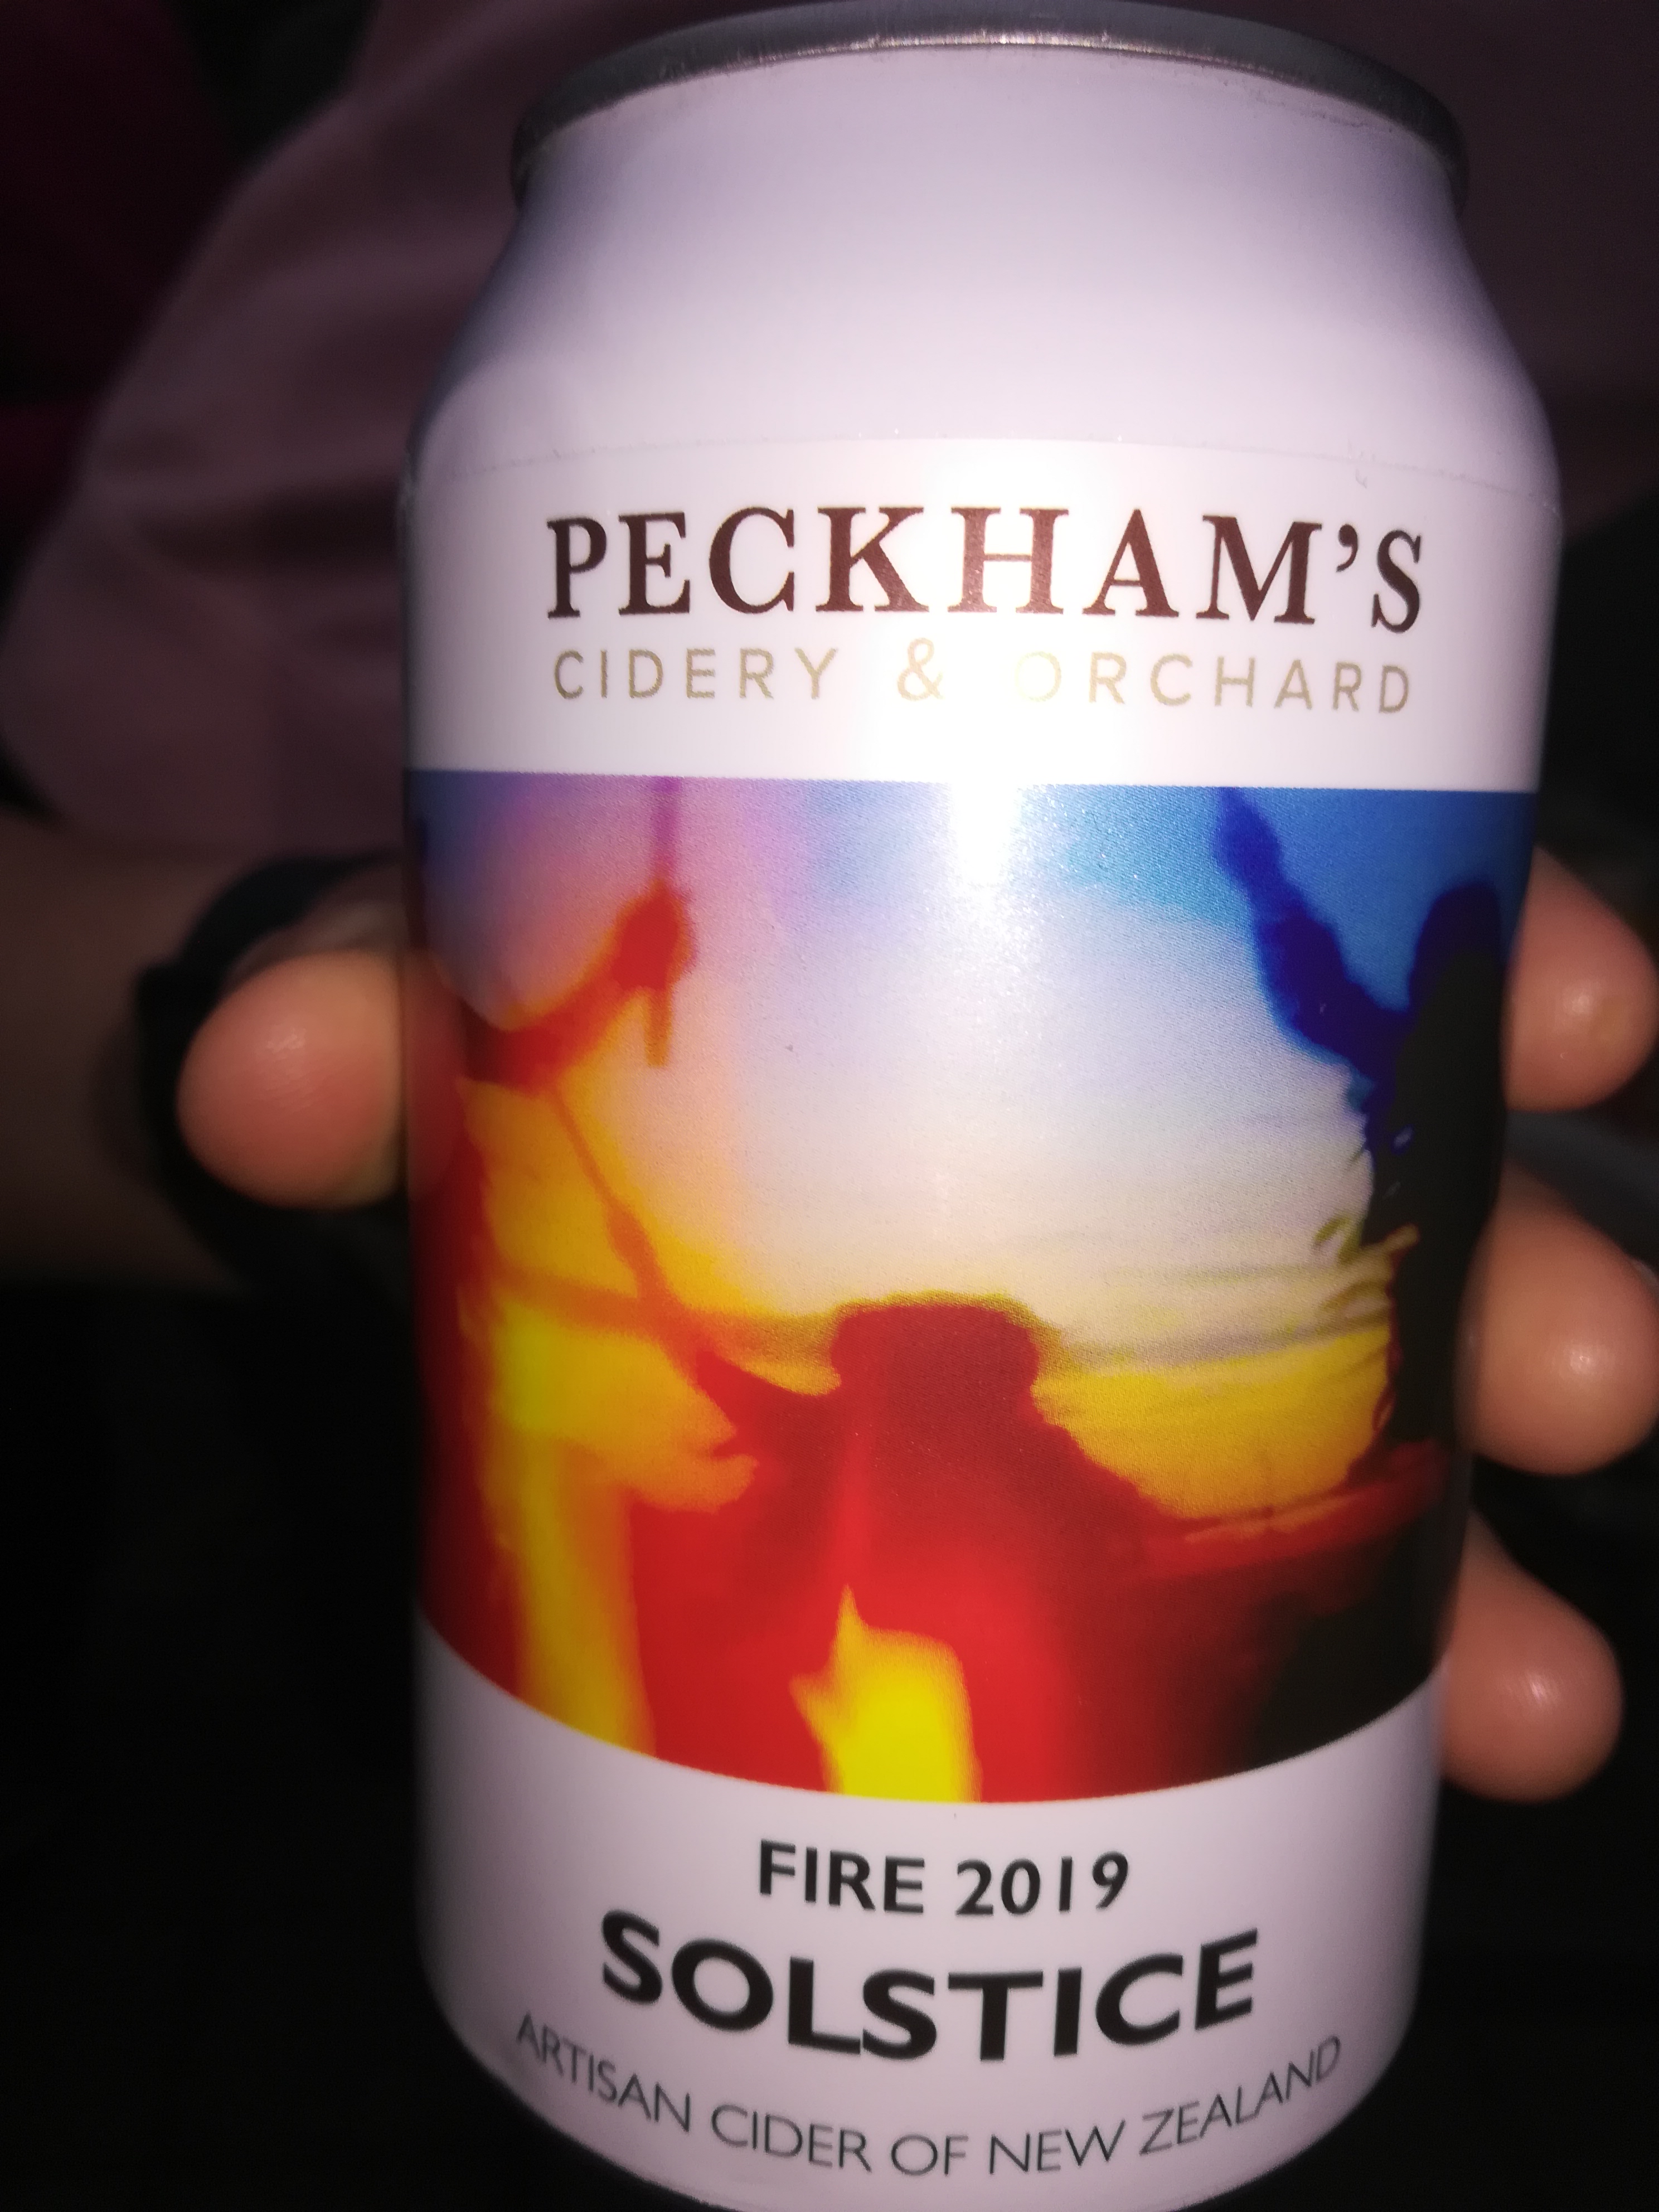 PECKHAM'S
CIDERY & ORCHARD
FIRE 2019
SOLSTICE
ARTISAN CIDER OF NEW ZEALAND